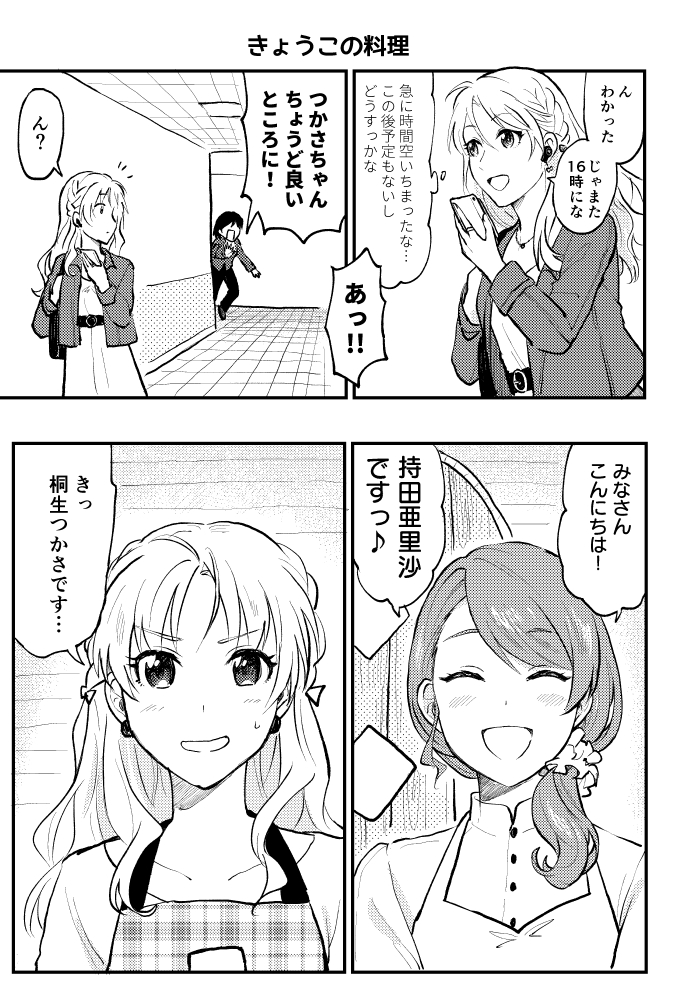 きょうこの料理
ん
わかった
じゃまた
16時にな
急に時間空いちまったな…
この後予定もないし
どうすっかな
あっ!!
つかさちゃん
ちょうど良い
ところに!
ん?
みなさん
こんにちは!
持田亜里沙
ですっ♪
きっ
桐生つかさです…